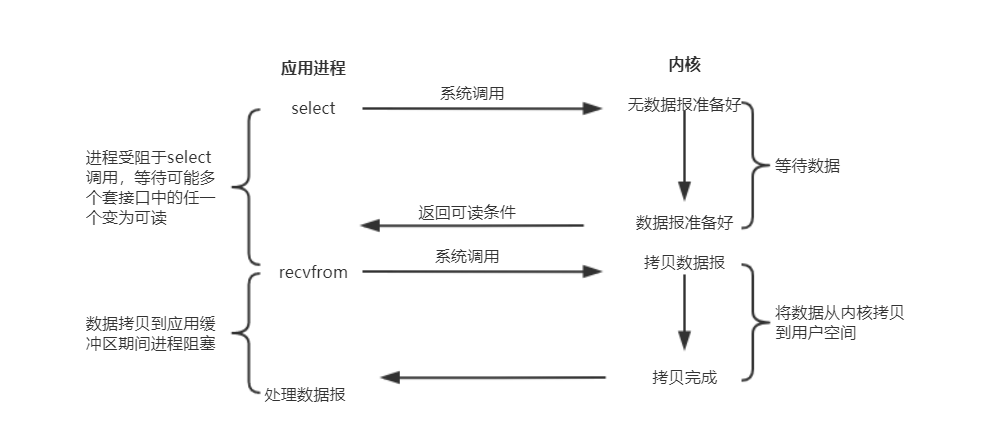 应用进程
内核
select
系统调用
无数据报准备好
进程受阻于select
调用，等待可能多
个套接口中的任一
个变为可读
等待数据
返回可读条件
数据报准备好
recvfrom
系统调用
拷贝数据报
数据拷贝到应用缓
冲区期间进程阻塞
将数据从内核拷贝
到用户空间
处理数据报
拷贝完成